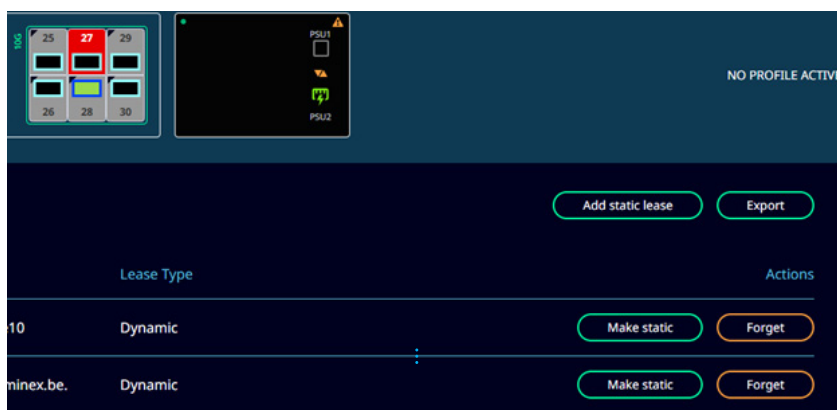 10G
25 27 29
26 28 30
PSU1
PSU2
NO PROFILE ACTIV
Add static lease Export
Lease Type Actions
10 Dynamic Make static Forget
minex.be. Dynamic Make static Forget